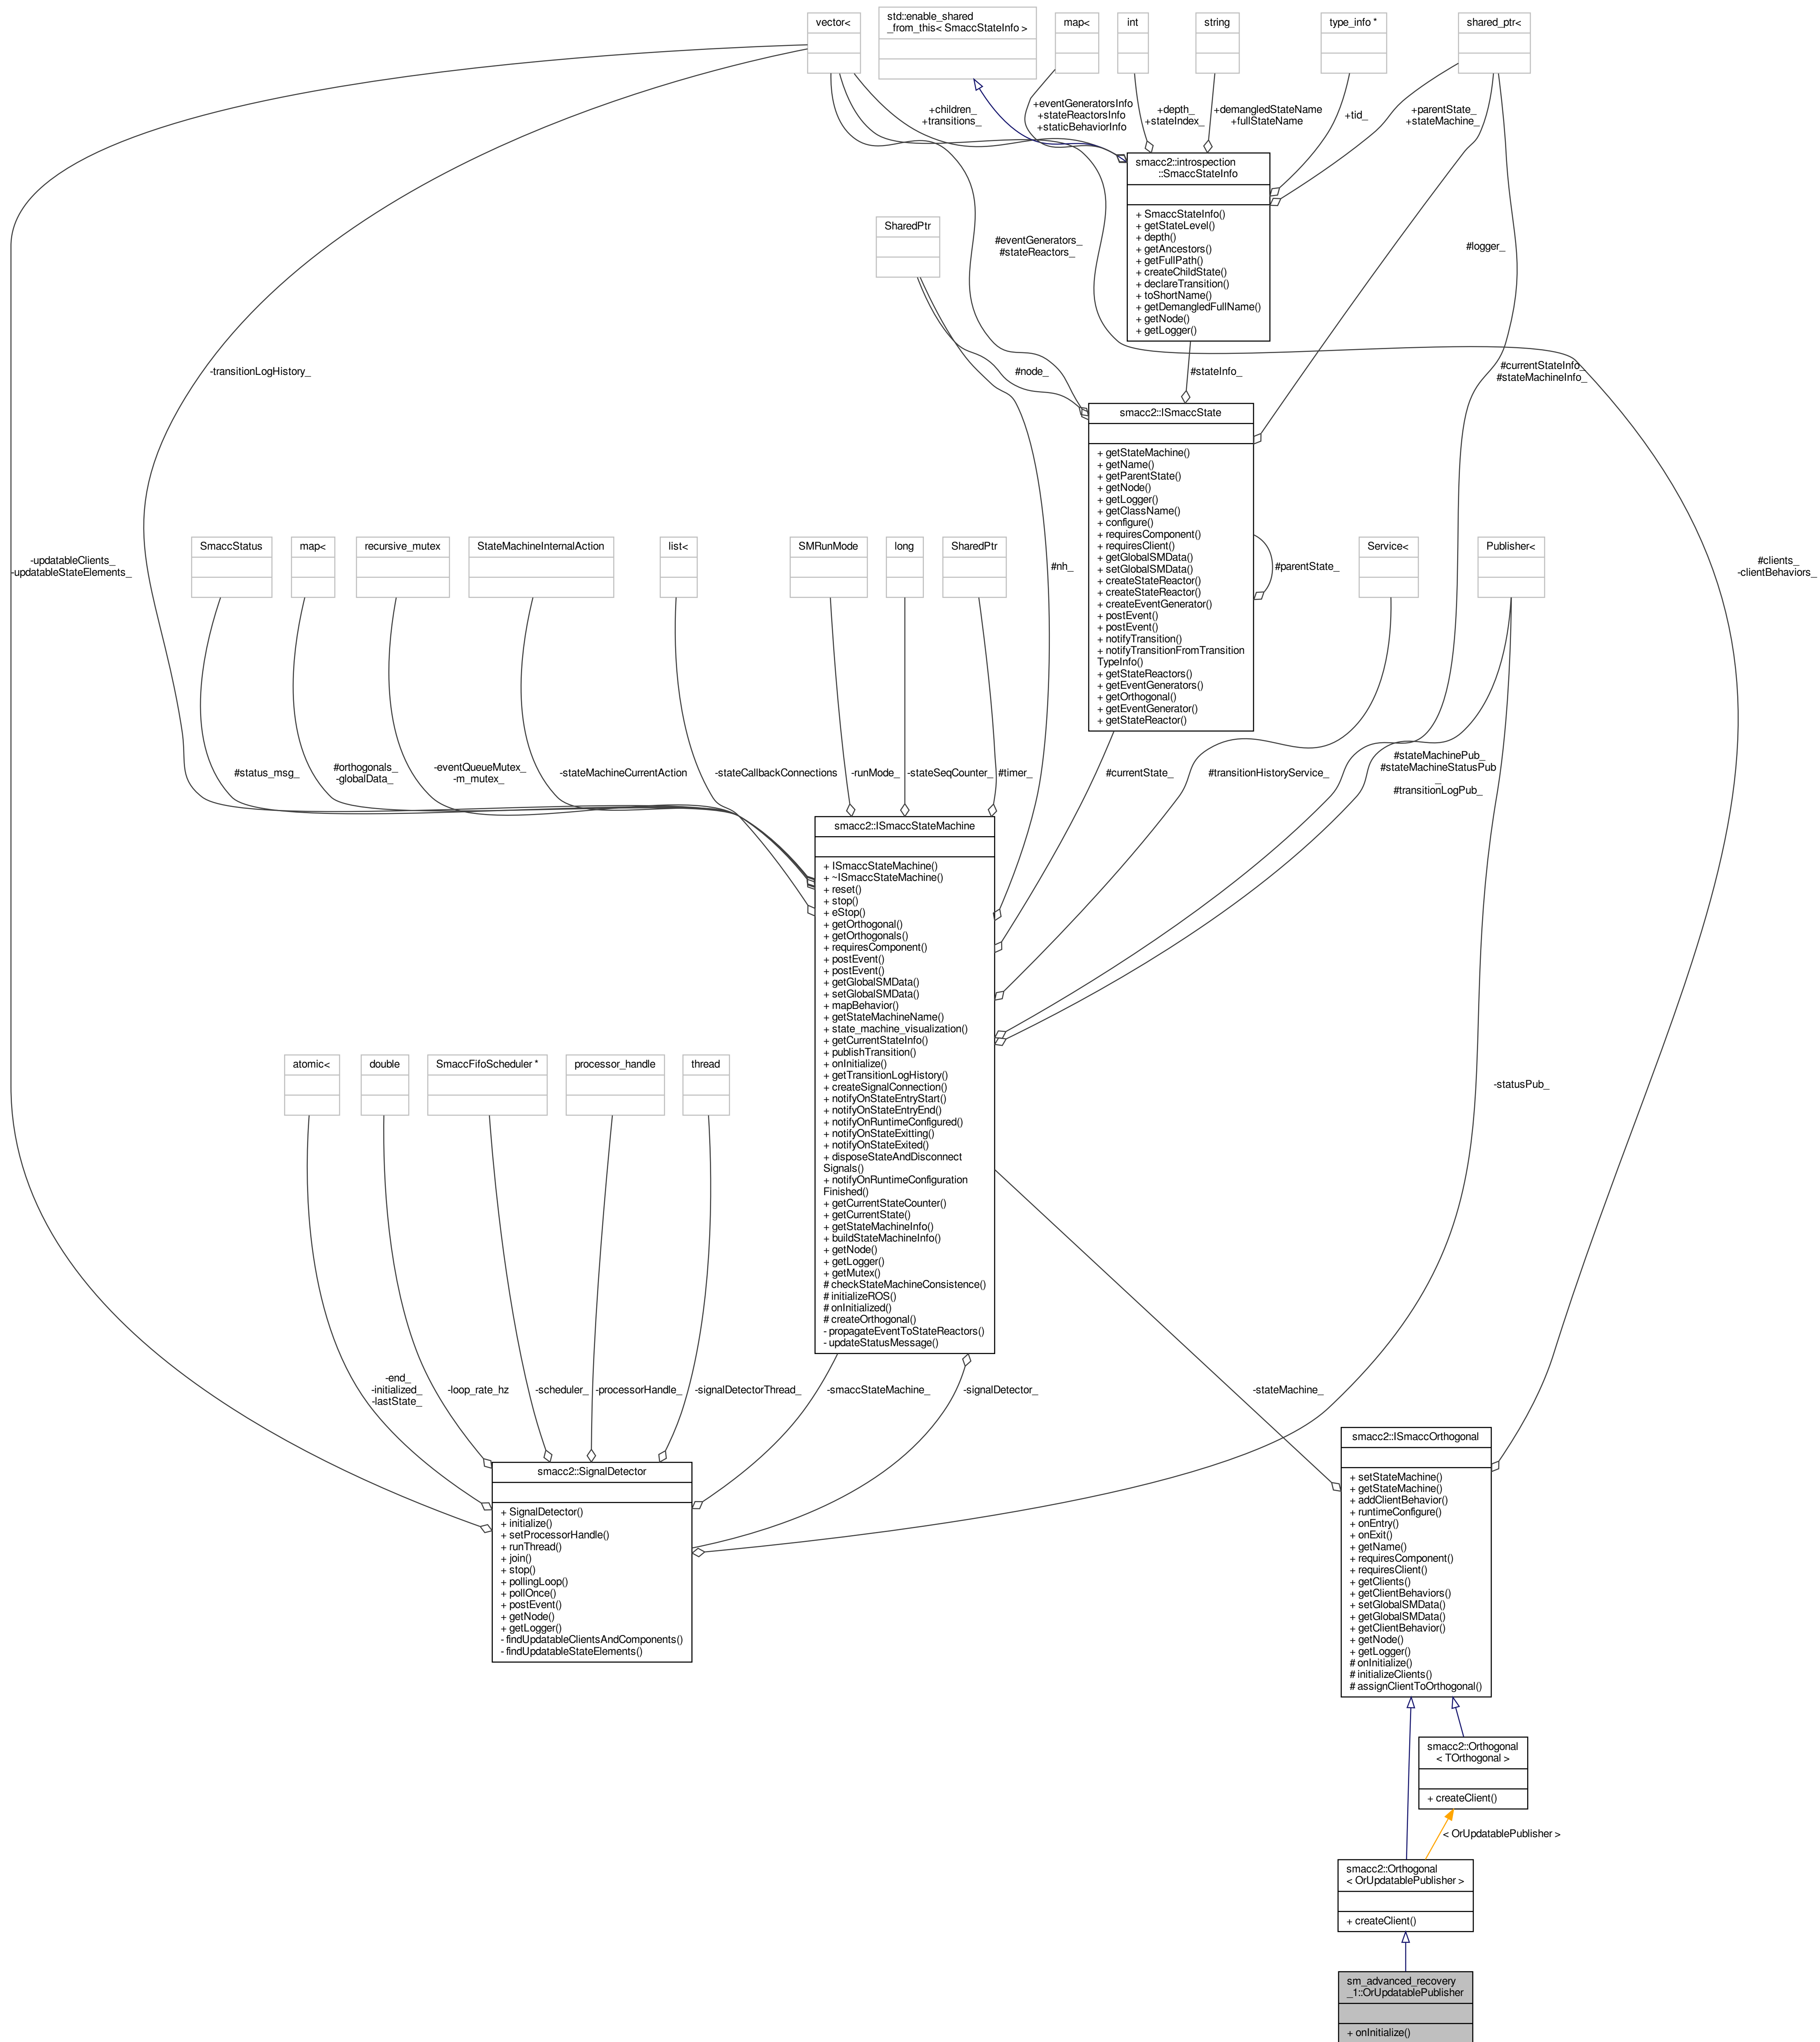 vector<
std::enable_shared
_from_this< SmaccStateInfo >
map<
int
string
type_info *
shared_ptr<
+children_
+transitions_
+eventGeneratorsInfo
+stateReactorsInfo
+staticBehaviorInfo
+depth_
+stateIndex_
+demangledStateName
+fullStateName
+tid_
+parentState_
+stateMachine_
smacc2::introspection
::SmaccStateInfo
+ SmaccStateInfo()
+ getStateLevel()
+ depth()
+ getAncestors()
+ getFullPath()
+ createChildState()
+ declareTransition()
+ toShortName()
+ getDemangledFullName()
+ getNode()
+ getLogger()
SharedPtr
#eventGenerators_
#stateReactors_
#logger_
-transitionLogHistory_
#node_
#stateInfo_
#currentStateInfo_
#stateMachineInfo_
smacc2::ISmaccState
+ getStateMachine()
+ getName()
+ getParentState()
+ getNode()
+ getLogger()
+ getClassName()
+ configure()
+ requiresComponent()
+ requiresClient()
+ getGlobalSMData()
+ setGlobalSMData()
+ createStateReactor()
+ createStateReactor()
+ createEventGenerator()
+ postEvent()
+ postEvent()
+ notifyTransition()
+ notifyTransitionFromTransition
TypeInfo()
+ getStateReactors()
+ getEventGenerators()
+ getOrthogonal()
+ getEventGenerator()
+ getStateReactor()
#parentState_
-updatableClients_
-updatableStateElements_
SmaccStatus
map<
recursive_mutex
StateMachineInternalAction
list<
SMRunMode
long
SharedPtr
#nh_
Service<
Publisher<
#clients_
-clientBehaviors_
#status_msg_
#orthogonals_
-globalData_
-eventQueueMutex_
-m_mutex_
-stateMachineCurrentAction
-stateCallbackConnections
-runMode_
-stateSeqCounter_
#timer_
#currentState_
#transitionHistoryService_
#stateMachinePub_
#stateMachineStatusPub
_
#transitionLogPub_
smacc2::ISmaccStateMachine
+ ISmaccStateMachine()
+ ~ISmaccStateMachine()
+ reset()
+ stop()
+ eStop()
+ getOrthogonal()
+ getOrthogonals()
+ requiresComponent()
+ postEvent()
+ postEvent()
+ getGlobalSMData()
+ setGlobalSMData()
+ mapBehavior()
+ getStateMachineName()
+ state_machine_visualization()
+ getCurrentStateInfo()
+ publishTransition()
+ onInitialize()
+ getTransitionLogHistory()
+ createSignalConnection()
+ notifyOnStateEntryStart()
+ notifyOnStateEntryEnd()
+ notifyOnRuntimeConfigured()
+ notifyOnStateExitting()
+ notifyOnStateExited()
+ disposeStateAndDisconnect
Signals()
+ notifyOnRuntimeConfiguration
Finished()
+ getCurrentStateCounter()
+ getCurrentState()
+ getStateMachineInfo()
+ buildStateMachineInfo()
+ getNode()
+ getLogger()
+ getMutex()
# checkStateMachineConsistence()
# initializeROS()
# onInitialized()
# createOrthogonal()
- propagateEventToStateReactors()
- updateStatusMessage()
atomic<
double
SmaccFifoScheduler *
processor_handle
thread
-statusPub_
-end_
-initialized_
-lastState_
-loop_rate_hz
-scheduler_
-processorHandle_
-signalDetectorThread_
-smaccStateMachine_
-signalDetector_
-stateMachine_
smacc2::SignalDetector
+ SignalDetector()
+ initialize()
+ setProcessorHandle()
+ runThread()
+ join()
+ stop()
+ pollingLoop()
+ pollOnce()
+ postEvent()
+ getNode()
+ getLogger()
- findUpdatableClientsAndComponents()
- findUpdatableStateElements()
smacc2::ISmaccOrthogonal
+ setStateMachine()
+ getStateMachine()
+ addClientBehavior()
+ runtimeConfigure()
+ onEntry()
+ onExit()
+ getName()
+ requiresComponent()
+ requiresClient()
+ getClients()
+ getClientBehaviors()
+ setGlobalSMData()
+ getGlobalSMData()
+ getClientBehavior()
+ getNode()
+ getLogger()
# onInitialize()
# initializeClients()
# assignClientToOrthogonal()
smacc2::Orthogonal
< TOrthogonal >
+ createClient()
< OrUpdatablePublisher >
smacc2::Orthogonal
< OrUpdatablePublisher >
+ createClient()
sm_advanced_recovery
_1::OrUpdatablePublisher
+ onInitialize()